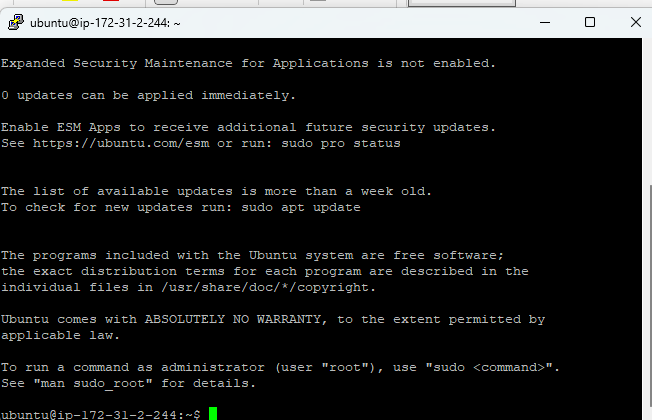 ubuntu@ip-172-31-2-244: ~
Expanded Security Maintenance for Applications is not enabled.
0 updates can be applied immediately.
Enable ESM Apps to receive additional future security updates.
See https://ubuntu.com/esm or run: sudo pro status
The list of available updates is more than a week old.
To check for new updates run: sudo apt update
The programs included with the Ubuntu system are free software;
the exact distribution terms for each program are described in the
individual files in /usr/share/doc/*/copyright.
Ubuntu comes with ABSOLUTELY NO WARRANTY, to the extent permitted by
applicable law.
To run a command as administrator (user "root"), use "sudo <command>".
See "man sudo_root" for details.
ubuntu@ip-172-31-2-244:~$